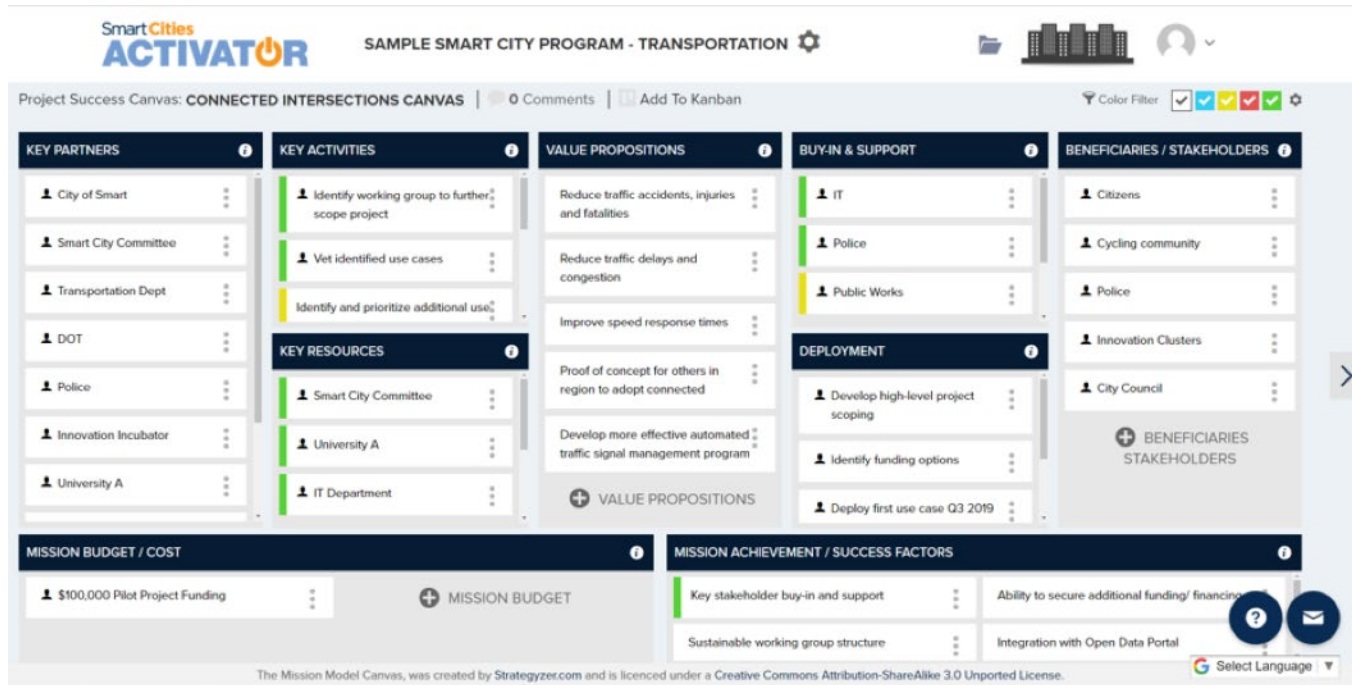 SmartCities
ACTIVATOR
SAMPLE SMART CITY PROGRAM - TRANSPORTATION
Project Success Canvas: CONNECTED INTERSECTIONS CANVAS | 0 Comments | Add To Kanban
Color Filter
KEY PARTNERS
City of Smart
Smart City Committee
Transportation Dept
DOT
Police
Innovation Incubator
University A
KEY ACTIVITIES
Identify working group to further
scope project
Vet identified use cases
Identify and prioritize additional use
KEY RESOURCES
Smart City Committee
University A
IT Department
VALUE PROPOSITIONS
Reduce traffic accidents, injuries
and fatalities
Reduce traffic delays and
congestion
Improve speed response times
Proof of concept for others in
region to adopt connected
Develop more effective automated
traffic signal management program
VALUE PROPOSITIONS
BUY-IN & SUPPORT
IT
Police
Public Works
DEPLOYMENT
Develop high-level project
scoping
Identify funding options
Deploy first use case Q3 2019
BENEFICIARIES / STAKEHOLDERS
Citizens
Cycling community
Police
Innovation Clusters
City Council
BENEFICIARIES
STAKEHOLDERS
MISSION BUDGET / COST
$100,000 Pilot Project Funding
MISSION BUDGET
MISSION ACHIEVEMENT / SUCCESS FACTORS
Key stakeholder buy-in and support
Ability to secure additional funding/ financing
Sustainable working group structure
Integration with Open Data Portal
Select Language
The Mission Model Canvas, was created by Strategyzer.com and is licenced under a Creative Commons Attribution-ShareAlike 3.0 Unported License.